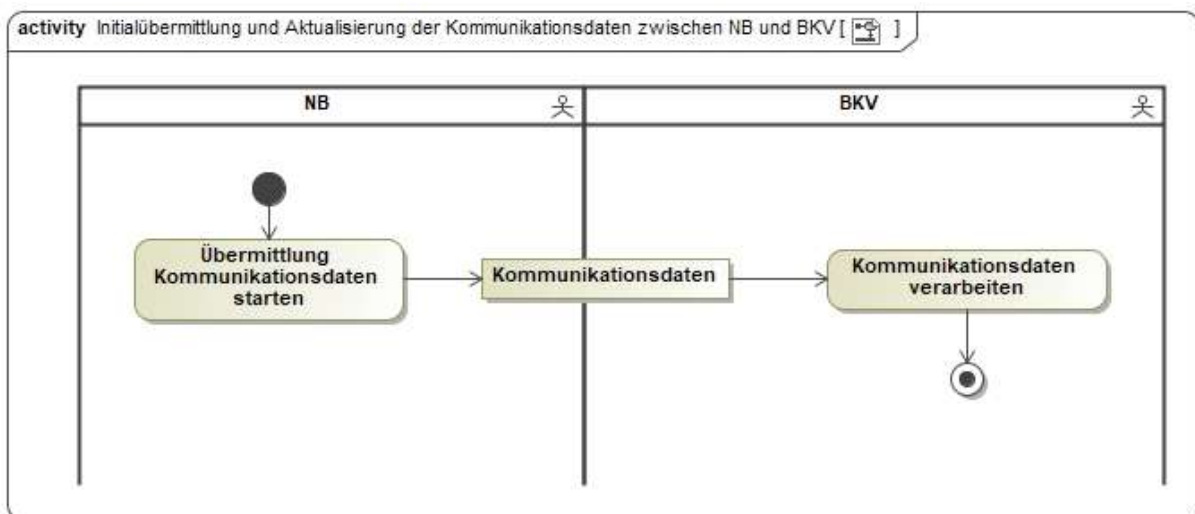 activity Initialübermittlung und Aktualisierung der Kommunikationsdaten zwischen NB und BKV [ ]
NB
BKV
Übermittlung
Kommunikationsdaten
starten
Kommunikationsdaten
Kommunikationsdaten
verarbeiten